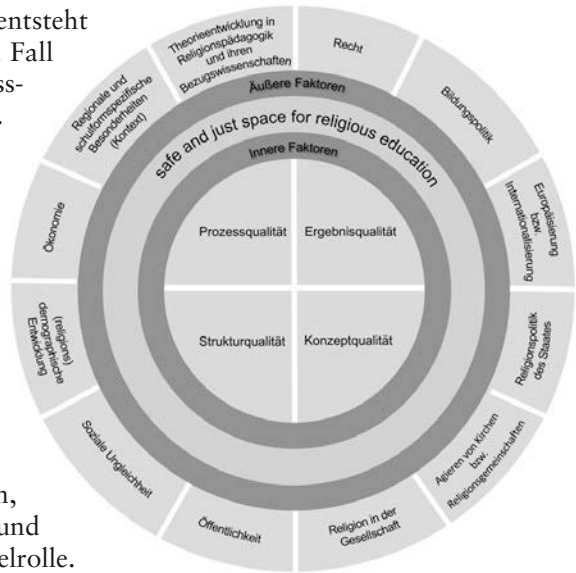 entsteht
Fall
ss-
Theorieentwicklung in
Religionspädagogik
und ihren
Bezugswissenschaften
Recht
Bildungspolitik
Europäisierung
bzw.
Internationalisierung
Religionspolitik
des Staates
Agieren von Kirchen
bzw.
Religionsgemeinschaften
Religion in der
Gesellschaft
Öffentlichkeit
Soziale Ungleichheit
(religions)
demographische
Entwicklung
Ökonomie
Regionale und
schulformspezifische
Besonderheiten
(Kontext)
Äußere Faktoren
safe and just space for religious education
Innere Faktoren
Prozessqualität
Ergebnisqualität
Strukturqualität
Konzeptqualität
und
elrolle.